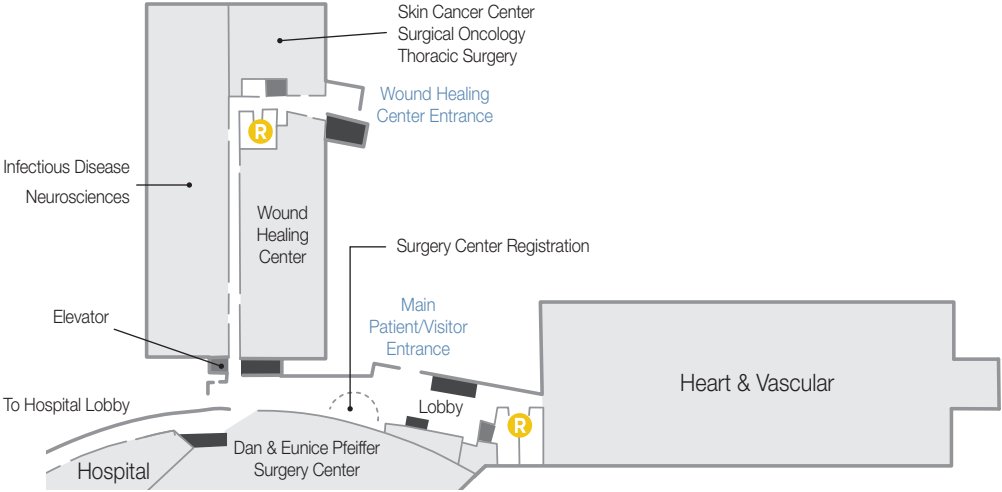 Skin Cancer Center
Surgical Oncology
Thoracic Surgery
Wound Healing
Center Entrance
R
Infectious Disease
Neurosciences
Wound
Healing
Center
Surgery Center Registration
Main
Patient/Visitor
Entrance
Elevator
Heart & Vascular
To Hospital Lobby
Lobby
R
Dan & Eunice Pfeiffer
Surgery Center
Hospital